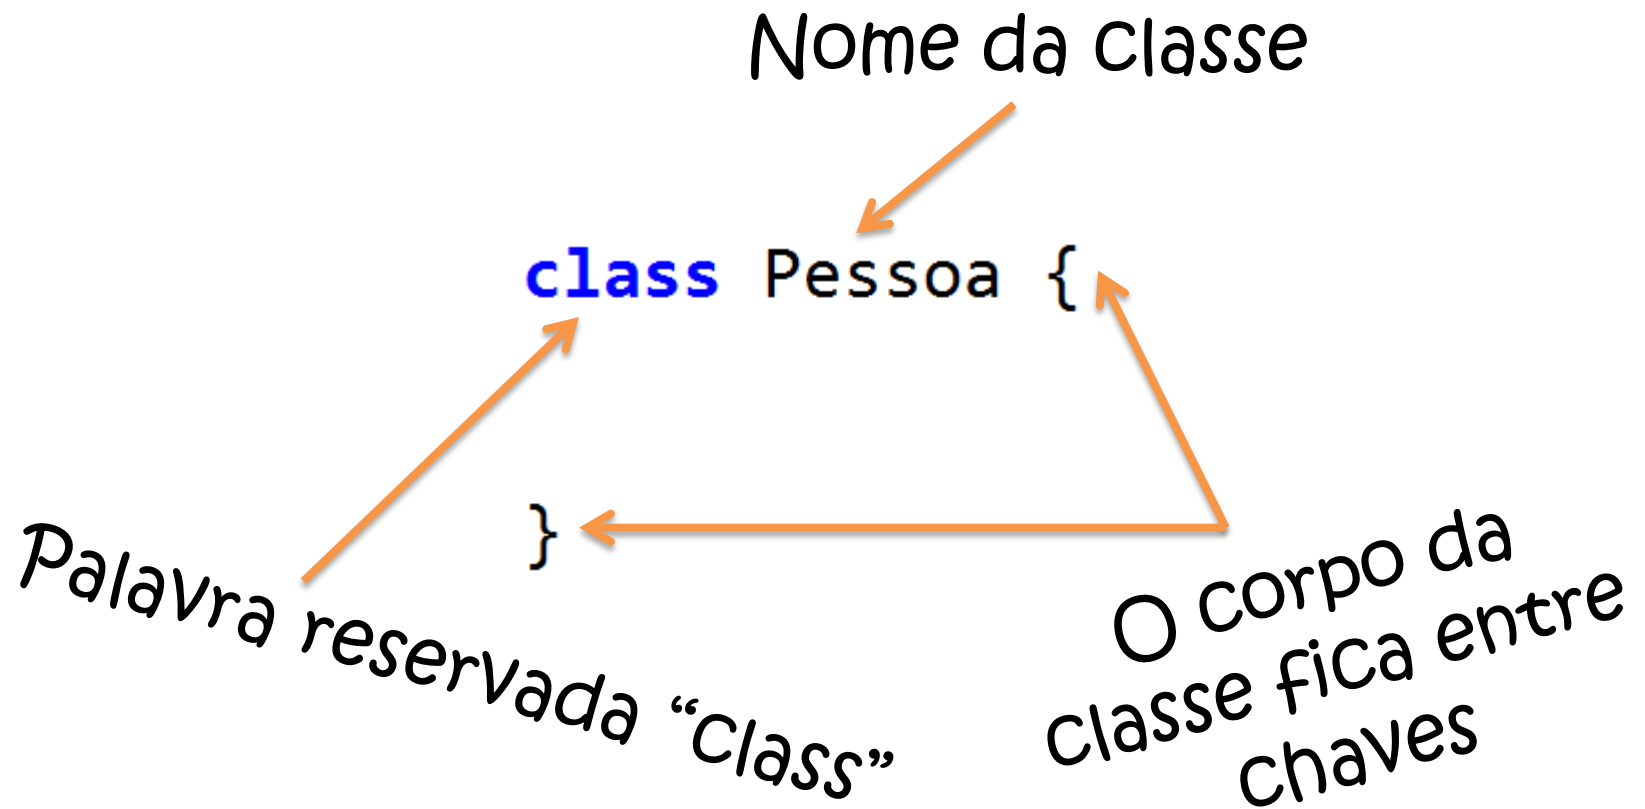 Nome da classe
class Pessoa {
}
Palavra reservada “Class”
O corpo da
classe fica entre
chaves